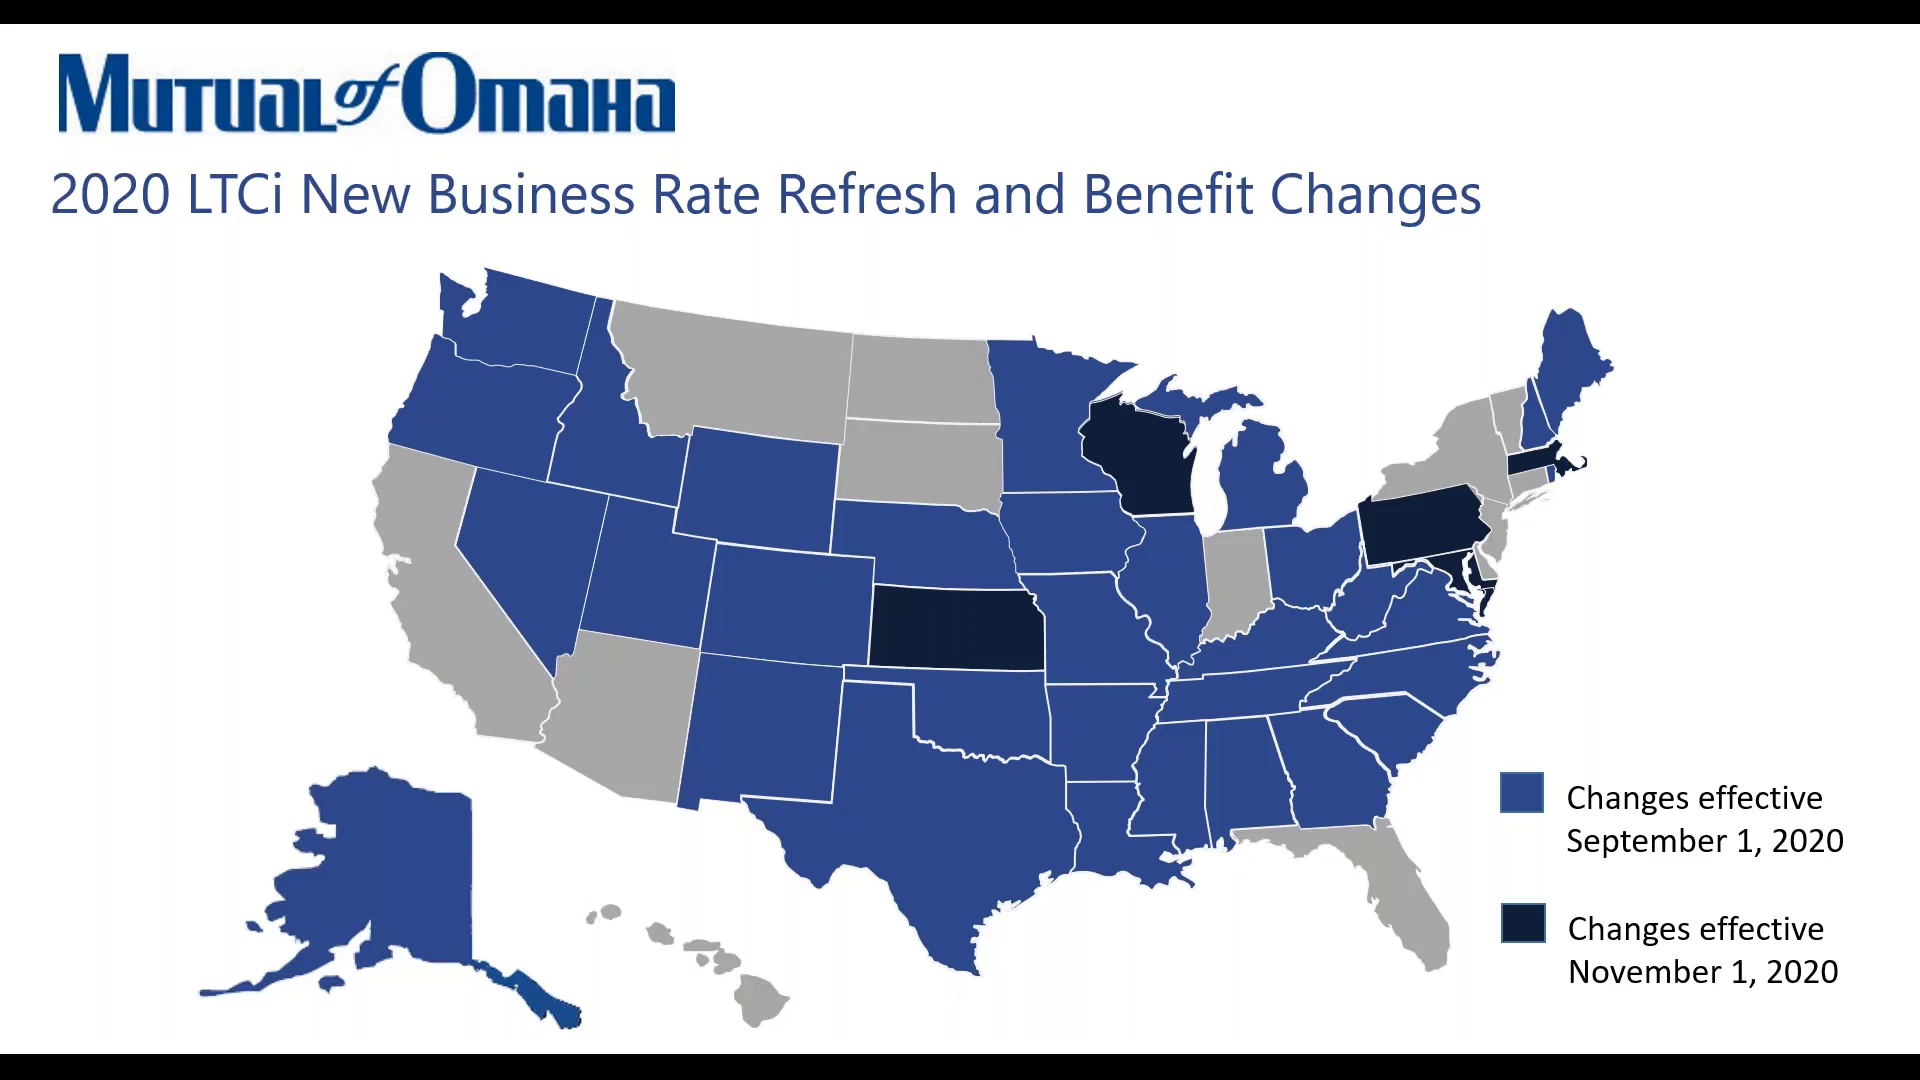 Mutual of Omaha
2020 LTCi New Business Rate Refresh and Benefit Changes
Changes effective
September 1, 2020
Changes effective
November 1, 2020